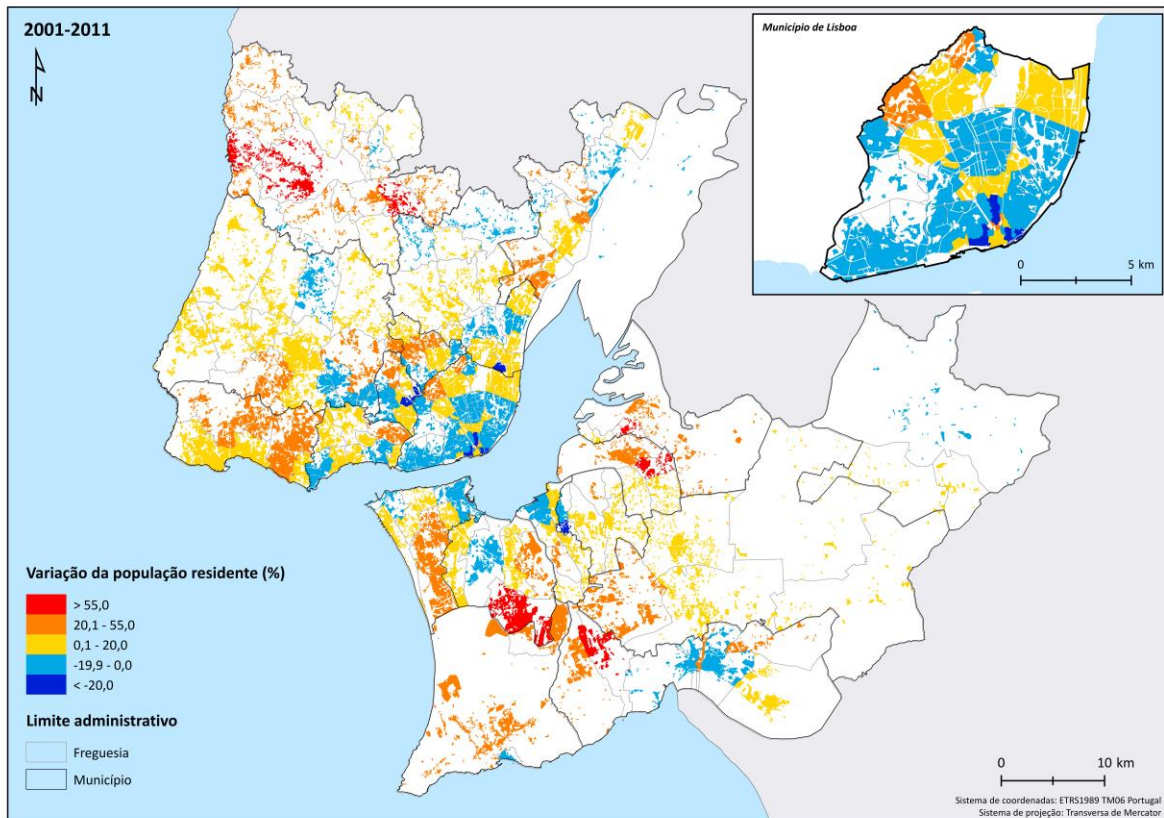 2001-2011
N
Município de Lisboa
0 5 km
Variação da população residente (%)
> 55,0
20,1 - 55,0
0,1 - 20,0
-19,9 - 0,0
< -20,0
Limite administrativo
Freguesia
Município
0 10 km
Sistema de coordenadas: ETRS1989 TM06 Portugal
Sistema de projeção: Transversa de Mercator